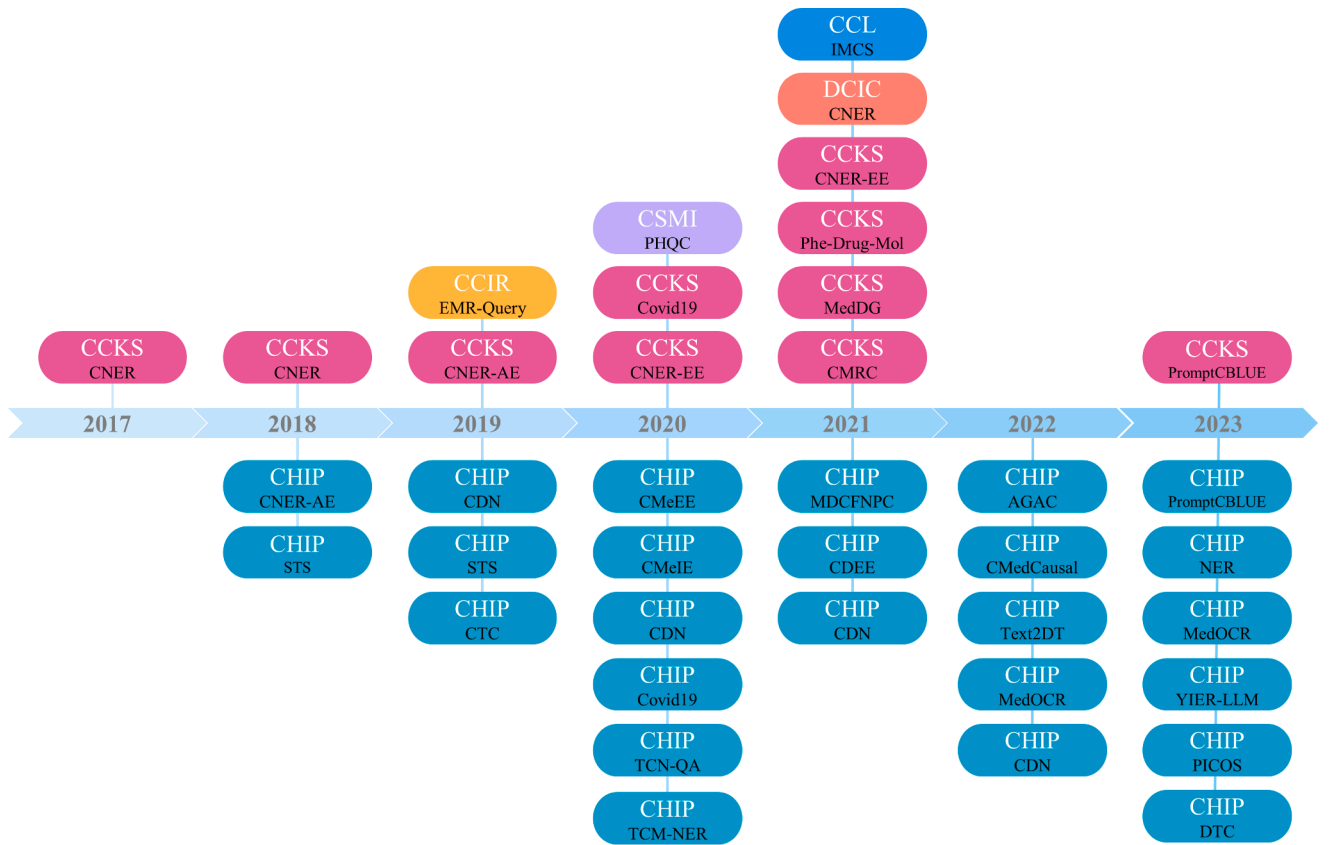 CCL
IMCS
DCIC
CNER
CCKS
CNER-EE
CSMI
PHQC
CCKS
Phe-Drug-Mol
CCIR
EMR-Query
CCKS
Covid19
CCKS
MedDG
CCKS
CNER
CCKS
CNER
CCKS
CNER-AE
CCKS
CNER-EE
CCKS
CMRC
CCKS
PromptCBLUE
2017
2018
2019
2020
2021
2022
2023
CHIP
CNER-AE
CHIP
CDN
CHIP
CMeEE
CHIP
MDCFNPC
CHIP
AGAC
CHIP
PromptCBLUE
CHIP
STS
CHIP
STS
CHIP
CMeIE
CHIP
CDEE
CHIP
CMedCausal
CHIP
NER
CHIP
CTC
CHIP
CDN
CHIP
CDN
CHIP
Text2DT
CHIP
MedOCR
CHIP
Covid19
CHIP
MedOCR
CHIP
YIER-LLM
CHIP
TCN-QA
CHIP
CDN
CHIP
PICOS
CHIP
TCM-NER
CHIP
DTC